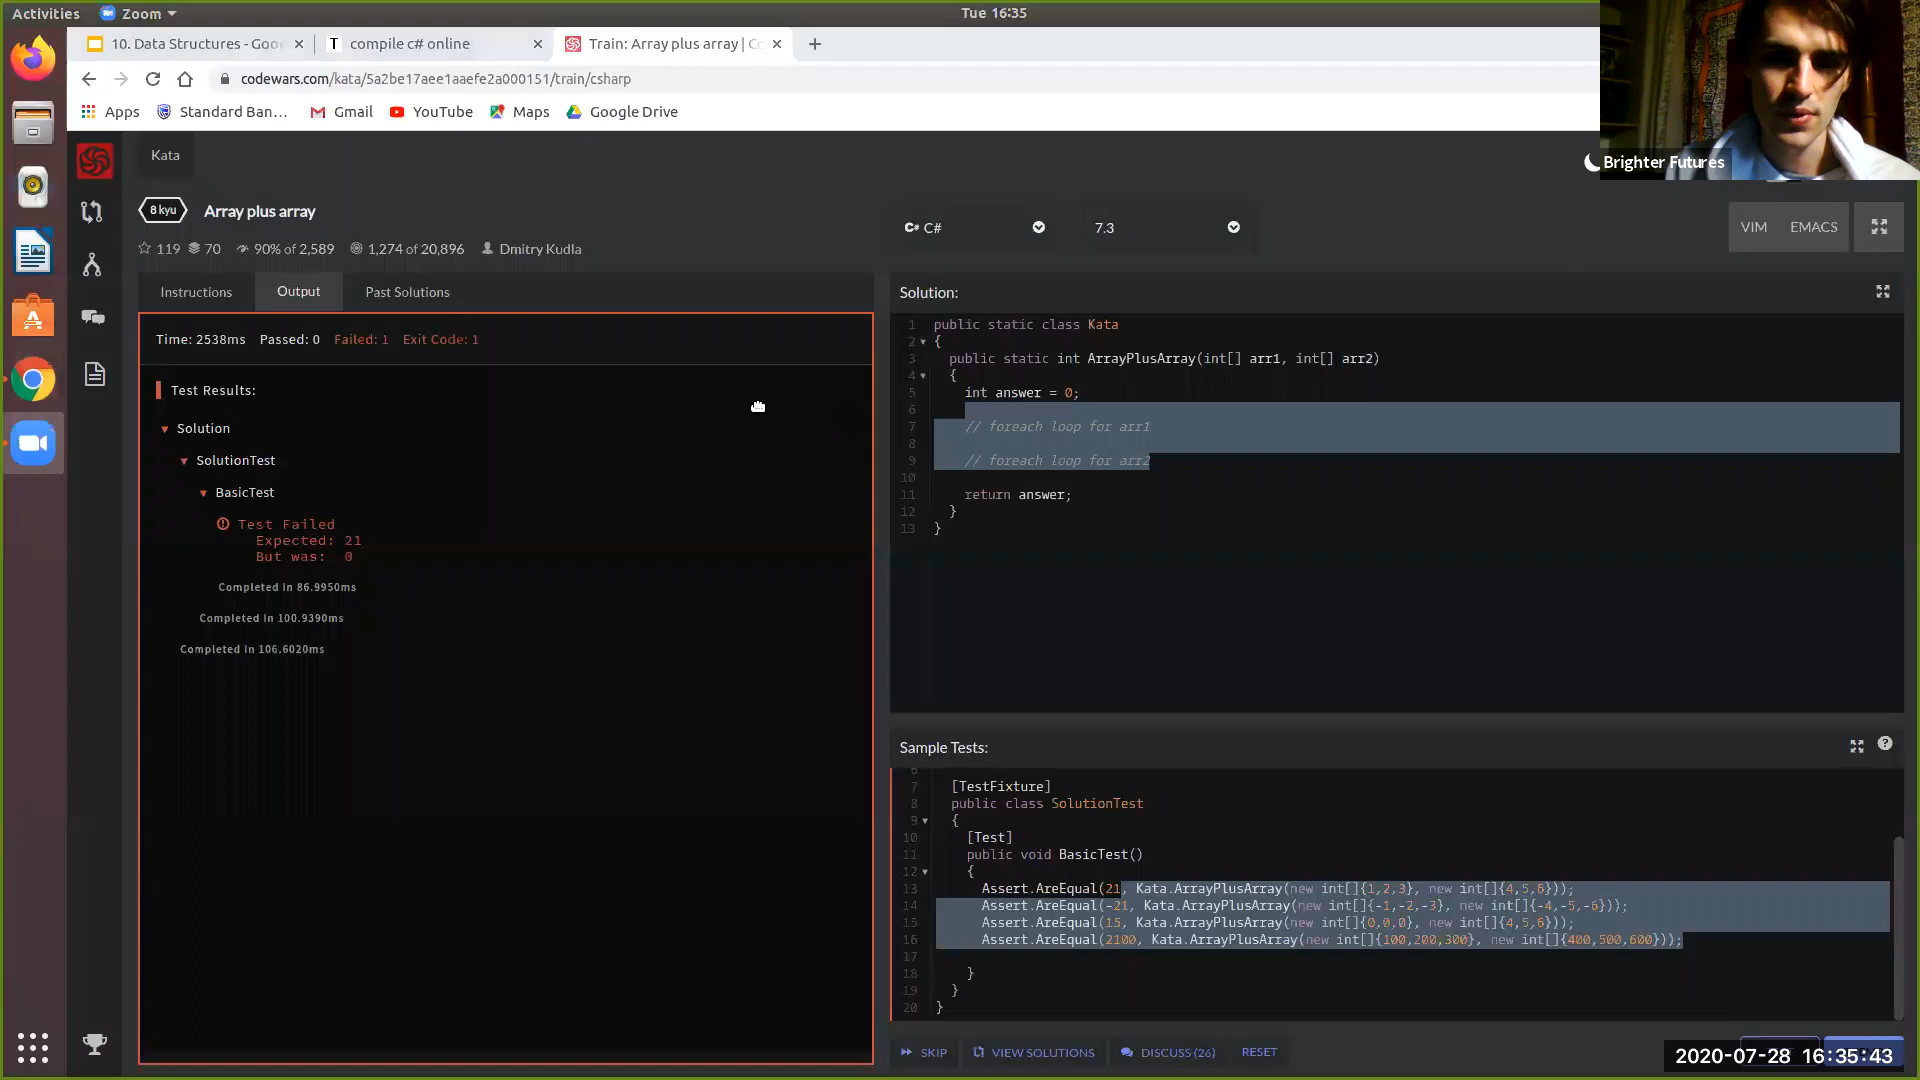 Activities
Zoom
Tue 16:35
10. Data Structures - Goo
T compile c# online
Train: Array plus array | Co
codewars.com/kata/5a2be17aee1aaefe2a000151/train/csharp
Apps
Standard Ban...
Gmail
YouTube
Maps
Google Drive
Brighter Futures
Kata
8 kyu
Array plus array
119
70
90% of 2,589
1,274 of 20,896
Dmitry Kudla
C# C#
7.3
VIM
EMACS
Instructions
Output
Past Solutions
Time: 2538ms Passed: 0 Failed: 1 Exit Code: 1
Test Results:
Solution
SolutionTest
BasicTest
Test Failed
Expected: 21
But was: 0
Completed in 86.9950ms
Completed in 100.9390ms
Completed in 106.6020ms
Solution:
1 public static class Kata
2 {
3 public static int ArrayPlusArray(int[] arr1, int[] arr2)
4 {
5 int answer = 0;
6
7 // foreach loop for arr1
8
9 // foreach loop for arr2
10
11 return answer;
12 }
13 }
Sample Tests:
6
7 [TestFixture]
8 public class SolutionTest
9 {
10 [Test]
11 public void BasicTest()
12 {
13 Assert.AreEqual(21, Kata.ArrayPlusArray(new int[]{1,2,3}, new int[]{4,5,6}));
14 Assert.AreEqual(-21, Kata.ArrayPlusArray(new int[]{-1,-2,-3}, new int[]{-4,-5,-6}));
15 Assert.AreEqual(15, Kata.ArrayPlusArray(new int[]{0,0,0}, new int[]{4,5,6}));
16 Assert.AreEqual(2100, Kata.ArrayPlusArray(new int[]{100,200,300}, new int[]{400,500,600}));
17
18 }
19 }
20 }
SKIP
VIEW SOLUTIONS
DISCUSS (26)
RESET
2020-07-28 16:35:43